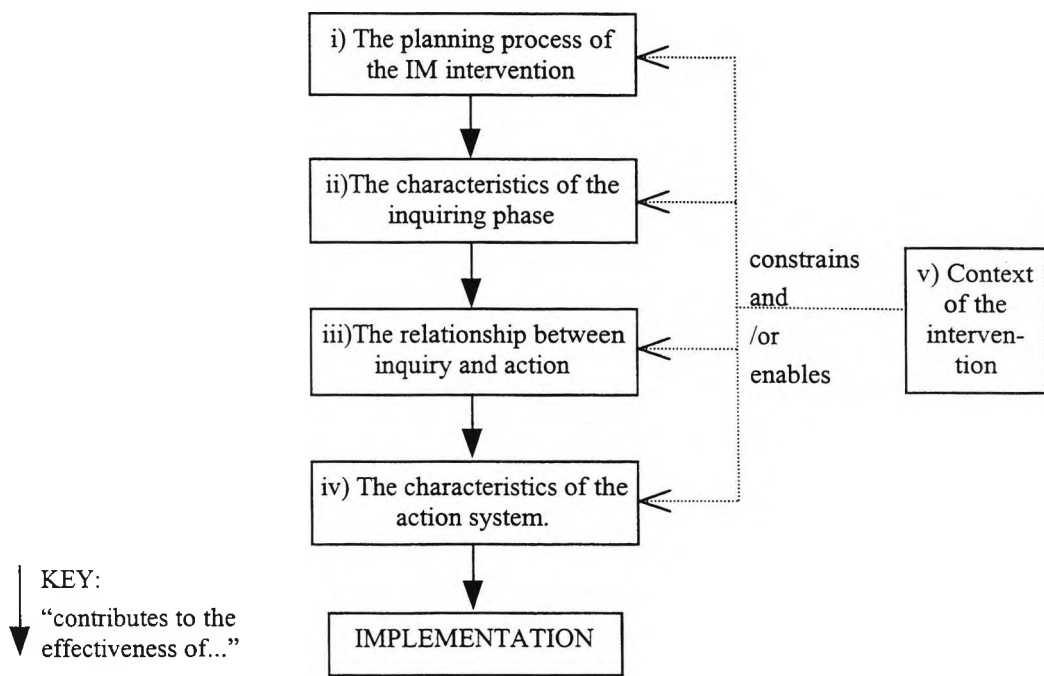 i) The planning process of
the IM intervention
ii)The characteristics of the
inquiring phase
iii)The relationship between
inquiry and action
iv) The characteristics of the
action system.
IMPLEMENTATION
constrains
and
/or
enables
v) Context
of the
interven-
tion
KEY:
“contributes to the
effectiveness of...”